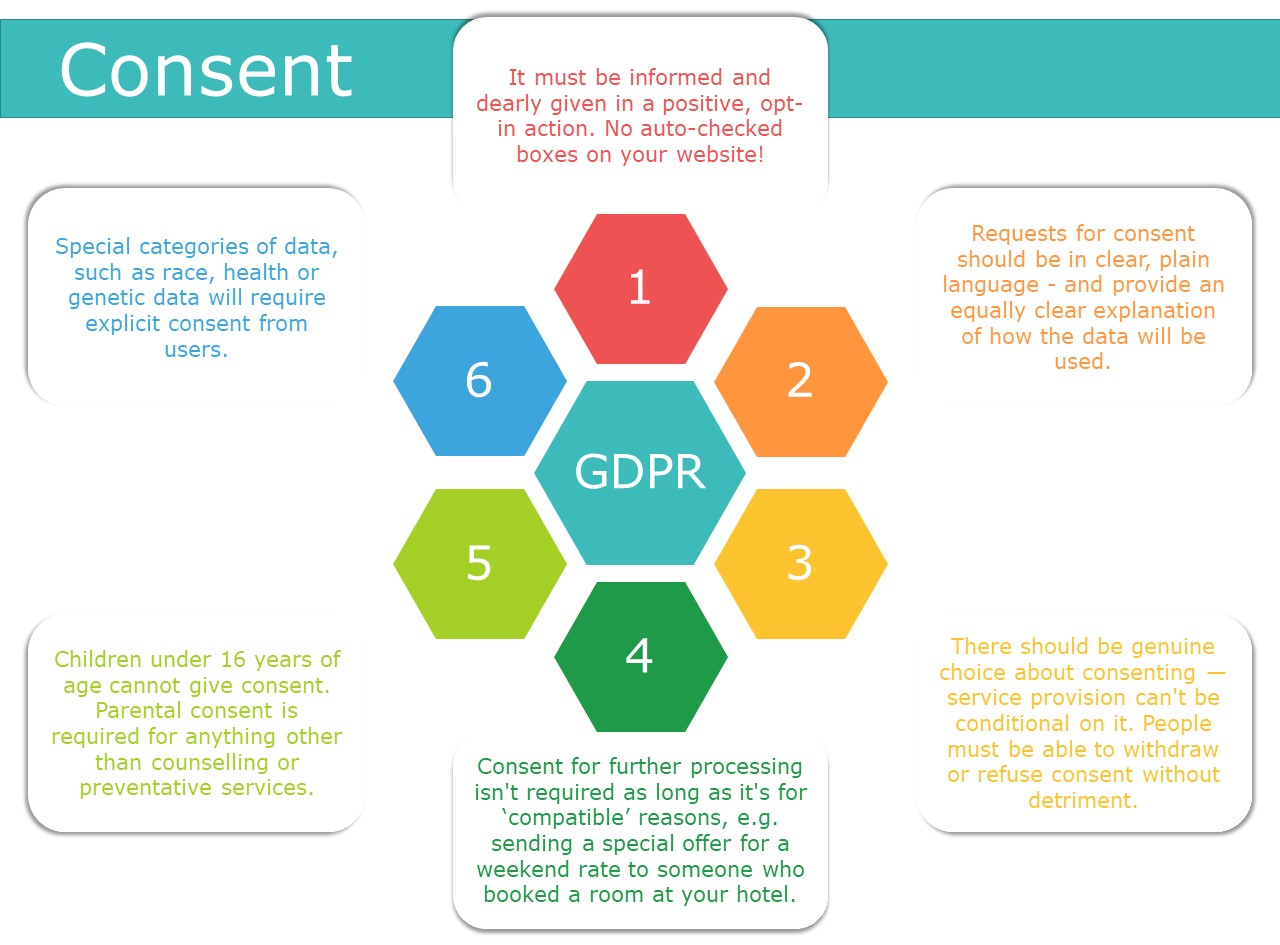 Consent
It must be informed and
dearly given in a positive, opt-
in action. No auto-checked
boxes on your website!
1
Requests for consent
should be in clear, plain
language - and provide an
equally clear explanation
of how the data will be
used.
2
There should be genuine
choice about consenting —
service provision can't be
conditional on it. People
must be able to withdraw
or refuse consent without
detriment.
3
Consent for further processing
isn't required as long as it's for
‘compatible’ reasons, e.g.
sending a special offer for a
weekend rate to someone who
booked a room at your hotel.
4
Children under 16 years of
age cannot give consent.
Parental consent is
required for anything other
than counselling or
preventative services.
5
Special categories of data,
such as race, health or
genetic data will require
explicit consent from
users.
6
GDPR